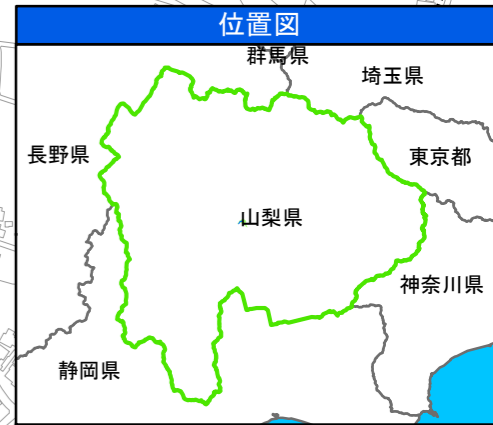 位置図
群馬県
埼玉県
長野県
東京都
山梨県
神奈川県
静岡県